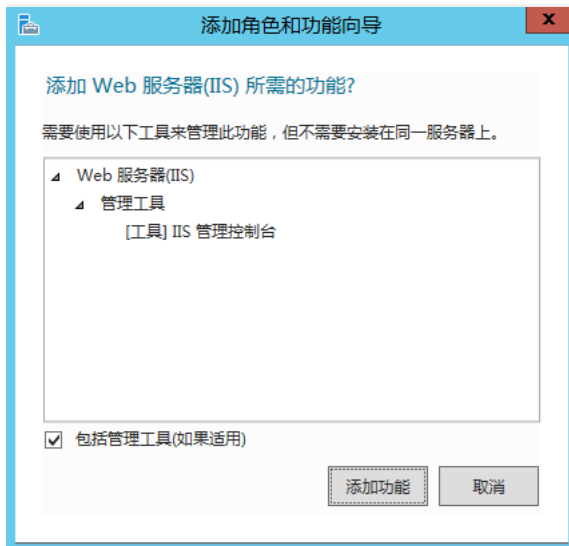 添加角色和功能向导
x
添加 Web 服务器(IIS) 所需的功能?
需要使用以下工具来管理此功能，但不需要安装在同一服务器上。
Web 服务器(IIS)
管理工具
[工具] IIS 管理控制台
包括管理工具(如果适用)
添加功能 取消